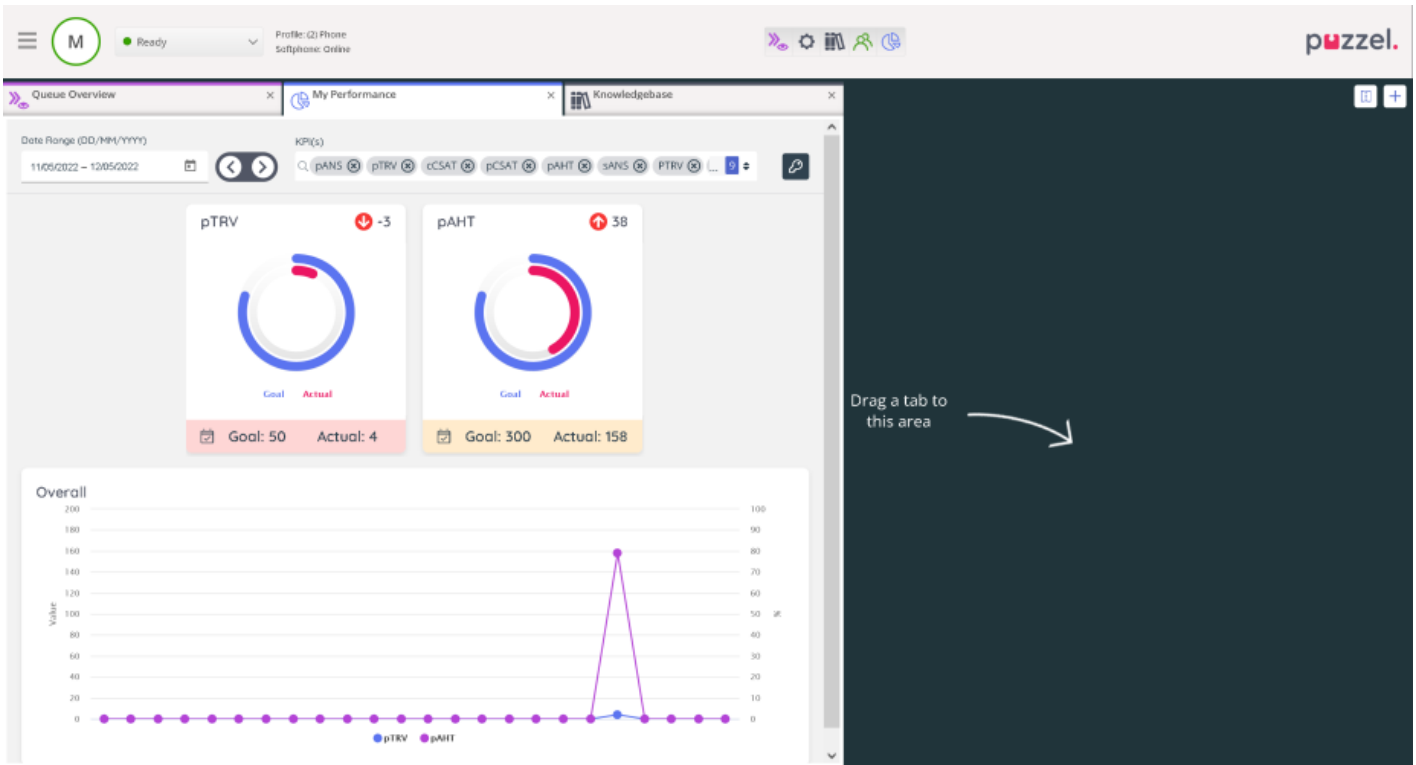 M
Ready
Profile: (2) Phone
Softphone: Online
puzzel.
Queue Overview
My Performance
Knowledgebase
Date Range (DD/MM/YYYY)
11/05/2022 – 12/05/2022
KPI(s)
pANS pTRV cCSAT pCSAT pAHT sANS PTRV (... 9
pTRV -3
Goal Actual
Goal: 50 Actual: 4
pAHT 38
Goal Actual
Goal: 300 Actual: 158
Drag a tab to
this area
Overall
200 100
180 90
160 80
140 70
120 60
Value
100 50 %
80 40
60 30
40 20
20 10
0 0
pTRV pAHT